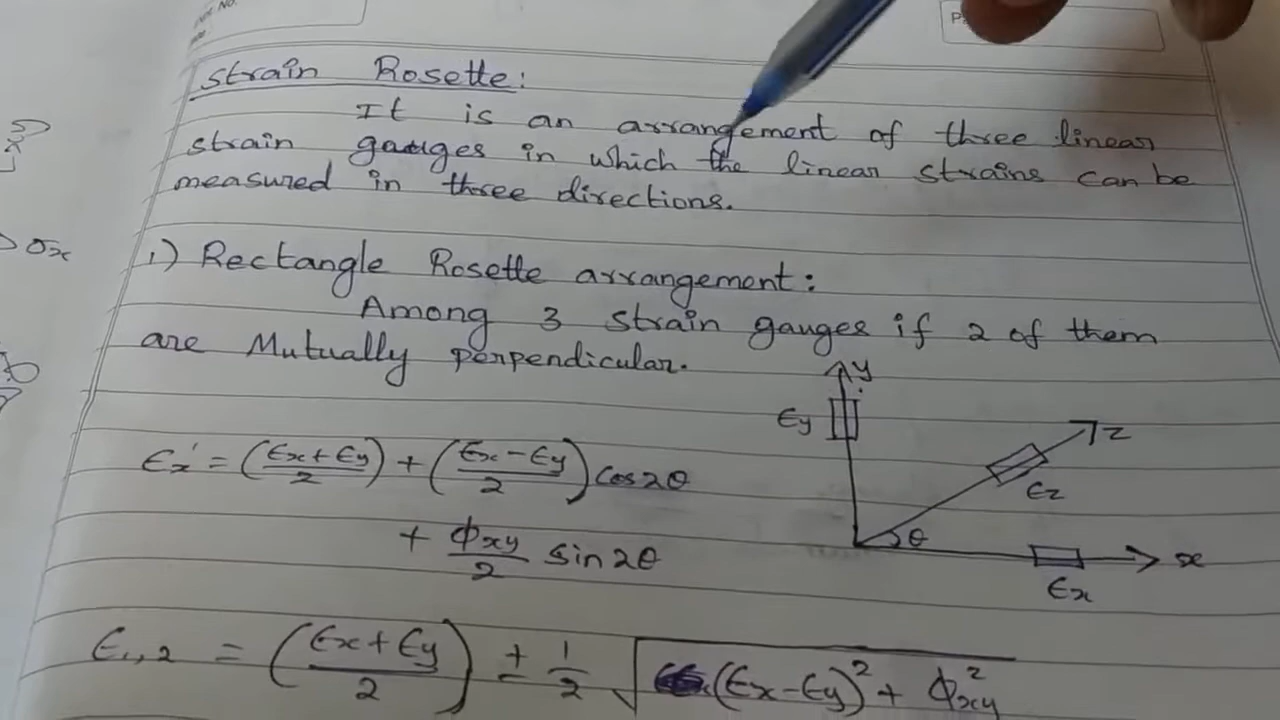 Strain Rosette:
It is an arrangement of three linear
strain gauges in which the linear strains can be
measured in three directions.
σx
i) Rectangle Rosette arrangement:
Among 3 strain gauges if 2 of them
are Mutually perpendicular.
y
ϵy
z
ϵz
θ
x
ϵx
ϵx' = (ϵx+ϵy/2) + (ϵx-ϵy/2) cos2θ
+ ϕxy/2 sin2θ
ϵ1,2 = (ϵx+ϵy/2) ± 1/2 √(ϵx-ϵy)² + ϕxy²